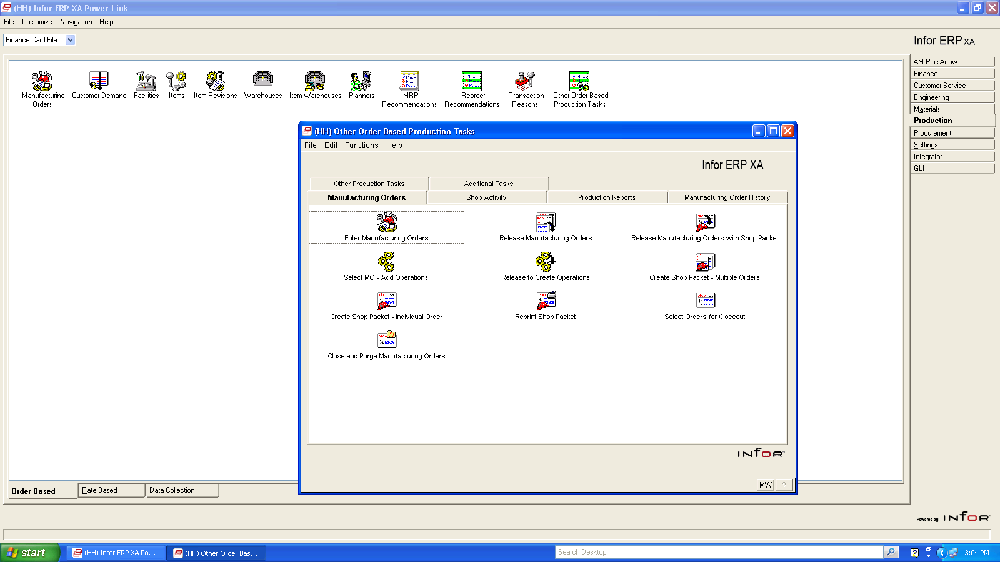 (HH) Infor ERP XA Power-Link
File Customize Navigation Help
Finance Card File
Infor ERP XA
AM Plus-Arrow
Finance
Customer Service
Engineering
Materials
Production
Procurement
Settings
Integrator
GLI
Manufacturing Orders
Customer Demand
Facilities
Items
Item Revisions
Warehouses
Item Warehouses
Planners
MRP Recommendations
Reorder Recommendations
Transaction Reasons
Other Order Based Production Tasks
(HH) Other Order Based Production Tasks
File Edit Functions Help
Infor ERP XA
Other Production Tasks Additional Tasks
Manufacturing Orders Shop Activity Production Reports Manufacturing Order History
Enter Manufacturing Orders Release Manufacturing Orders Release Manufacturing Orders with Shop Packet
Select MO - Add Operations Release to Create Operations Create Shop Packet - Multiple Orders
Create Shop Packet - Individual Order Reprint Shop Packet Select Orders for Closeout
Close and Purge Manufacturing Orders
infor
MW ?
Order Based Rate Based Data Collection
Powered by infor
start (HH) Infor ERP XA Po... (HH) Other Order Bas... Search Desktop 3:04 PM